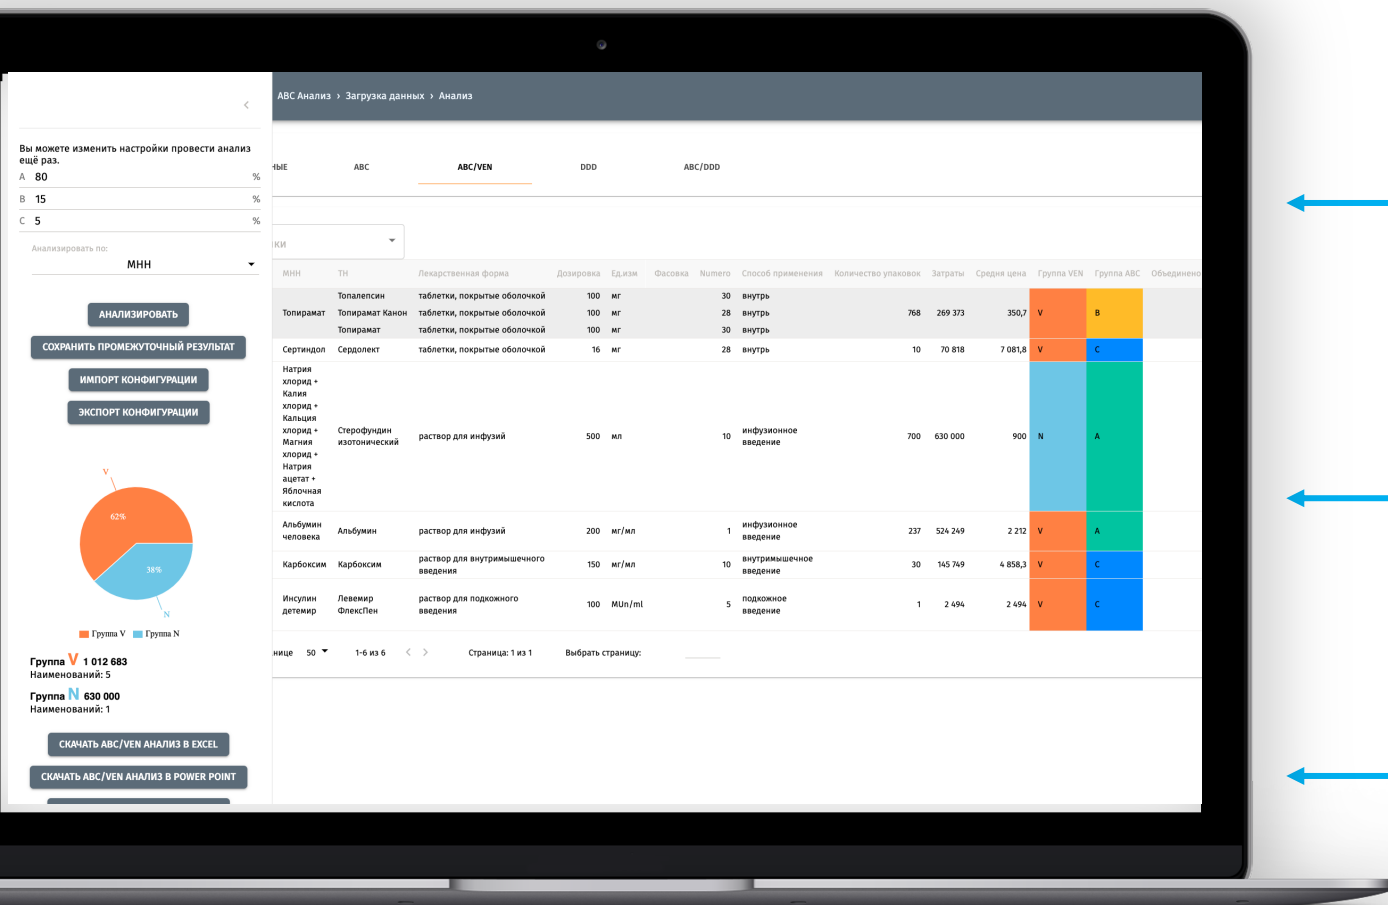 ABC Анализ › Загрузка данных › Анализ
Вы можете изменить настройки провести анализ
ещё раз.
A 80 %
B 15 %
C 5 %
Анализировать по:
МНН
АНАЛИЗИРОВАТЬ
СОХРАНИТЬ ПРОМЕЖУТОЧНЫЙ РЕЗУЛЬТАТ
ИМПОРТ КОНФИГУРАЦИИ
ЭКСПОРТ КОНФИГУРАЦИИ
V
62%
38%
N
Группа V Группа N
Группа V 1 012 683
Наименований: 5
Группа N 630 000
Наименований: 1
СКАЧАТЬ ABC/VEN АНАЛИЗ В EXCEL
СКАЧАТЬ ABC/VEN АНАЛИЗ В POWER POINT
НЫЕ ABC ABC/VEN DDD ABC/DDD
ки
МНН ТН Лекарственная форма Дозировка Ед.изм Фасовка Numero Способ применения Количество упаковок Затраты Средня цена Группа VEN Группа ABC Объединено
Топалепсин таблетки, покрытые оболочкой 100 мг 30 внутрь
Топирамат Топирамат Канон таблетки, покрытые оболочкой 100 мг 28 внутрь 768 269 373 350,7 V B
Топирамат таблетки, покрытые оболочкой 100 мг 30 внутрь
Сертиндол Сердолект таблетки, покрытые оболочкой 16 мг 28 внутрь 10 70 818 7 081,8 V C
Натрия
хлорид +
Калия
хлорид +
Кальция
хлорид +
Магния
хлорид +
Натрия
ацетат +
Яблочная
кислота
Стерофундин
изотонический
раствор для инфузий 500 мл 10
инфузионное
введение
700 630 000 900 N A
Альбумин
человека
Альбумин раствор для инфузий 200 мг/мл 1
инфузионное
введение
237 524 249 2 212 V A
Карбоксим Карбоксим
раствор для внутримышечного
введения
150 мг/мл 10
внутримышечное
введение
30 145 749 4 858,3 V C
Инсулин
детемир
Левемир
ФлексПен
раствор для подкожного
введения
100 MUn/ml 5
подкожное
введение
1 2 494 2 494 V C
нице 50 1-6 из 6 Страница: 1 из 1 Выбрать страницу: